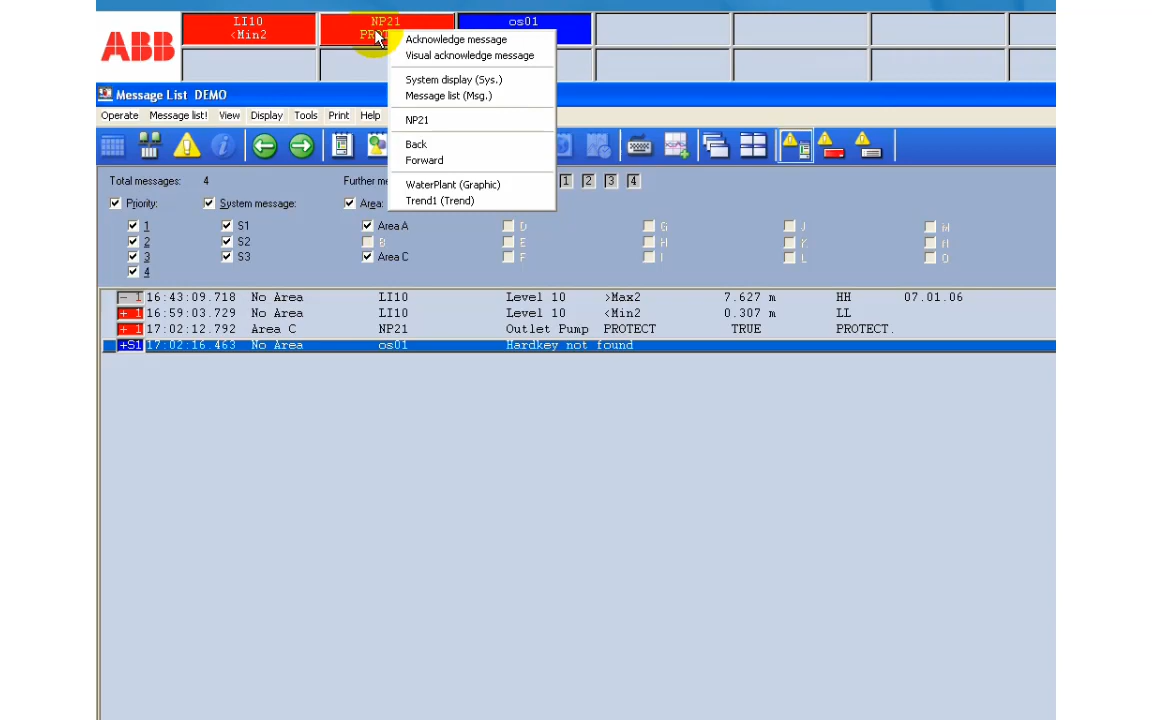 LI10 NP21 os01
<Min2
ABB
Acknowledge message
Visual acknowledge message
System display (Sys.)
Message list (Msg.)
NP21
Back
Forward
WaterPlant (Graphic)
Trend1 (Trend)
Message List DEMO
Operate Message list! View Display Tools Print Help
Total messages: 4 1 2 3 4
Priority: System message: Area:
1 S1 Area A D G J M
2 S2 B E H K N
3 S3 Area C F I L O
4
- 1 16:43:09.718 No Area LI10 Level 10 >Max2 7.627 m HH 07.01.06
+ 1 16:59:03.729 No Area LI10 Level 10 <Min2 0.307 m LL
+ 1 17:02:12.792 Area C NP21 Outlet Pump PROTECT TRUE PROTECT.
+S1 17:02:16.463 No Area os01 Hardkey not found